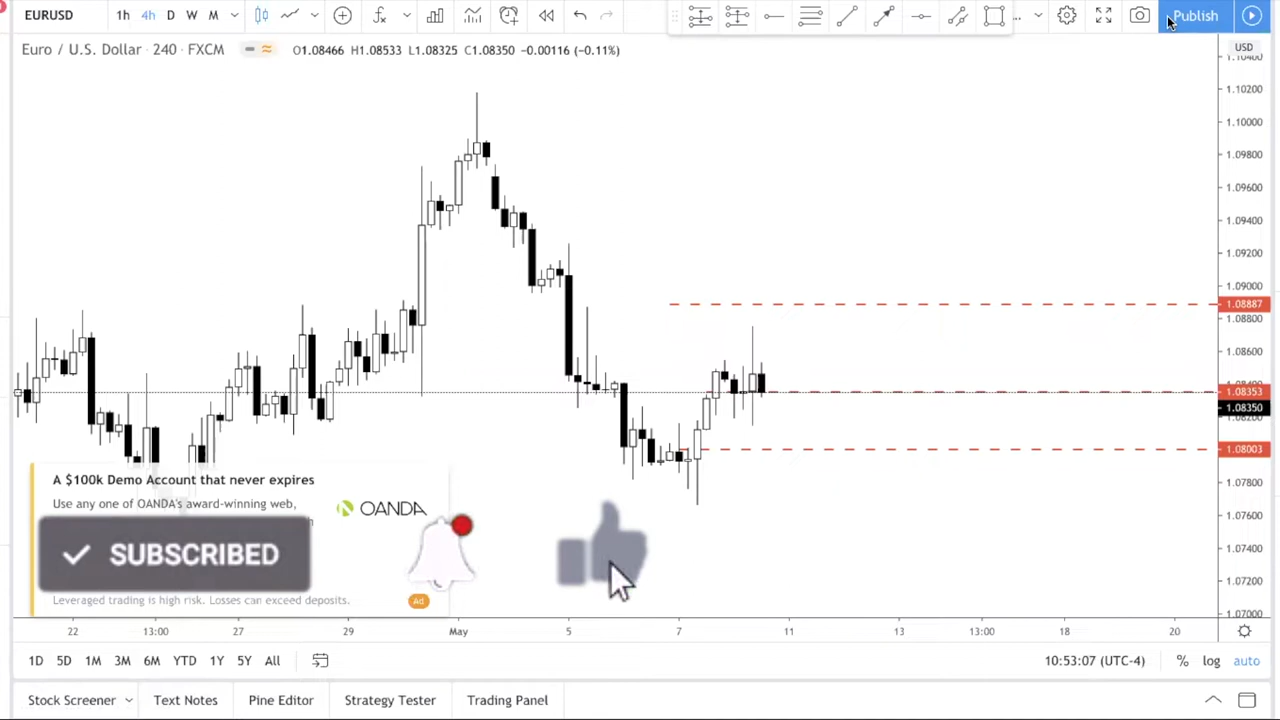 EURUSD 1h 4h D W M ... Publish
Euro / U.S. Dollar · 240 · FXCM O1.08466 H1.08533 L1.08325 C1.08350 −0.00116 (−0.11%)
USD
1.10400
1.10200
1.10000
1.09800
1.09600
1.09400
1.09200
1.09000
1.08887
1.08800
1.08600
1.08400
1.08353
1.08350
1.08200
1.08003
1.07800
1.07600
1.07400
1.07200
1.07000
A $100k Demo Account that never expires
Use any one of OANDA's award-winning web,
OANDA
SUBSCRIBED
Leveraged trading is high risk. Losses can exceed deposits.
Ad
22 13:00 27 29 May 5 7 11 13 13:00 18 20
1D 5D 1M 3M 6M YTD 1Y 5Y All 10:53:07 (UTC-4) % log auto
Stock Screener Text Notes Pine Editor Strategy Tester Trading Panel